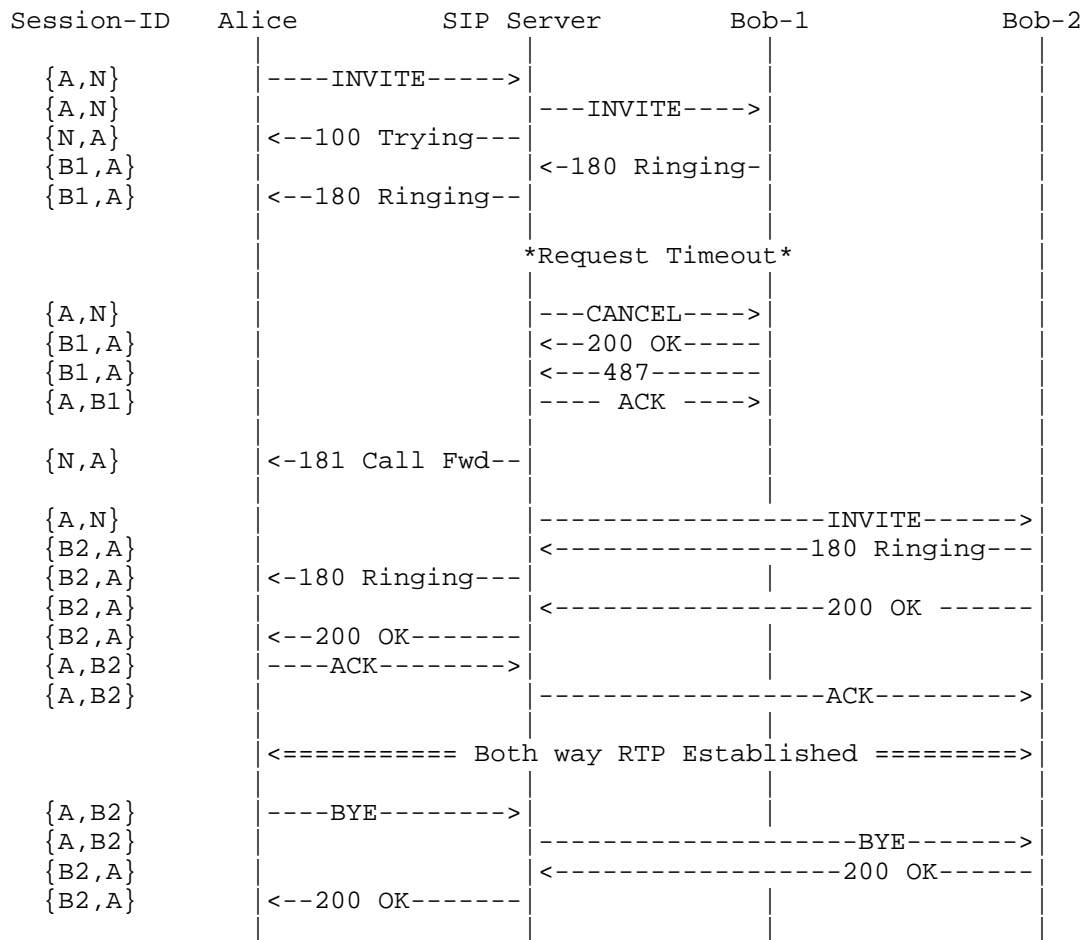 Session-ID   Alice         SIP Server         Bob-1             Bob-2
{A,N}        |----INVITE----->|
{A,N}        |                |---INVITE---->|
{N,A}        |<--100 Trying---|
{B1,A}       |                |<-180 Ringing-|
{B1,A}       |<--180 Ringing--|
*Request Timeout*
{A,N}        |                |---CANCEL---->|
{B1,A}       |                |<--200 OK-----|
{B1,A}       |                |<---487-------|
{A,B1}       |                |---- ACK ---->|
{N,A}        |<-181 Call Fwd--|
{A,N}        |                |------------------INVITE------>|
{B2,A}       |                |<----------------180 Ringing---|
{B2,A}       |<-180 Ringing---|
{B2,A}       |                |<-----------------200 OK ------|
{B2,A}       |<--200 OK-------|
{A,B2}       |----ACK-------->|
{A,B2}       |                |------------------ACK--------->|
|<=========== Both way RTP Established =========>|
{A,B2}       |----BYE-------->|
{A,B2}       |                |--------------------BYE------->|
{B2,A}       |                |<------------------200 OK------|
{B2,A}       |<--200 OK-------|